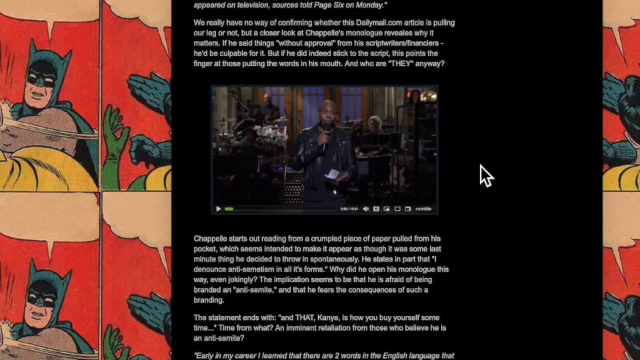 appeared on television, sources told Page Six on Monday."
We really have no way of confirming whether this Dailymail.com article is pulling
our leg or not, but a closer look at Chappelle's monologue reveals why it
matters. If he said things "without approval" from his scriptwriters/financiers -
he'd be culpable for it. But if he did indeed stick to the script, this points the
finger at those putting the words in his mouth. And who are "THEY" anyway?
rumble
Chappelle starts out reading from a crumpled piece of paper pulled from his
pocket, which seems intended to make it appear as though it was some last
minute thing he decided to throw in spontaneously. He states in part that "I
denounce anti-semetism in all it's forms." Why did he open his monologue this
way, even jokingly? The implication seems to be that he is afraid of being
branded an "anti-semite," and that he fears the consequences of such a
branding.
The statement ends with: "and THAT, Kanye, is how you buy yourself some
time..." Time from what? An imminent retaliation from those who believe he is
an anti-semite?
"Early in my career I learned that there are 2 words in the English language that